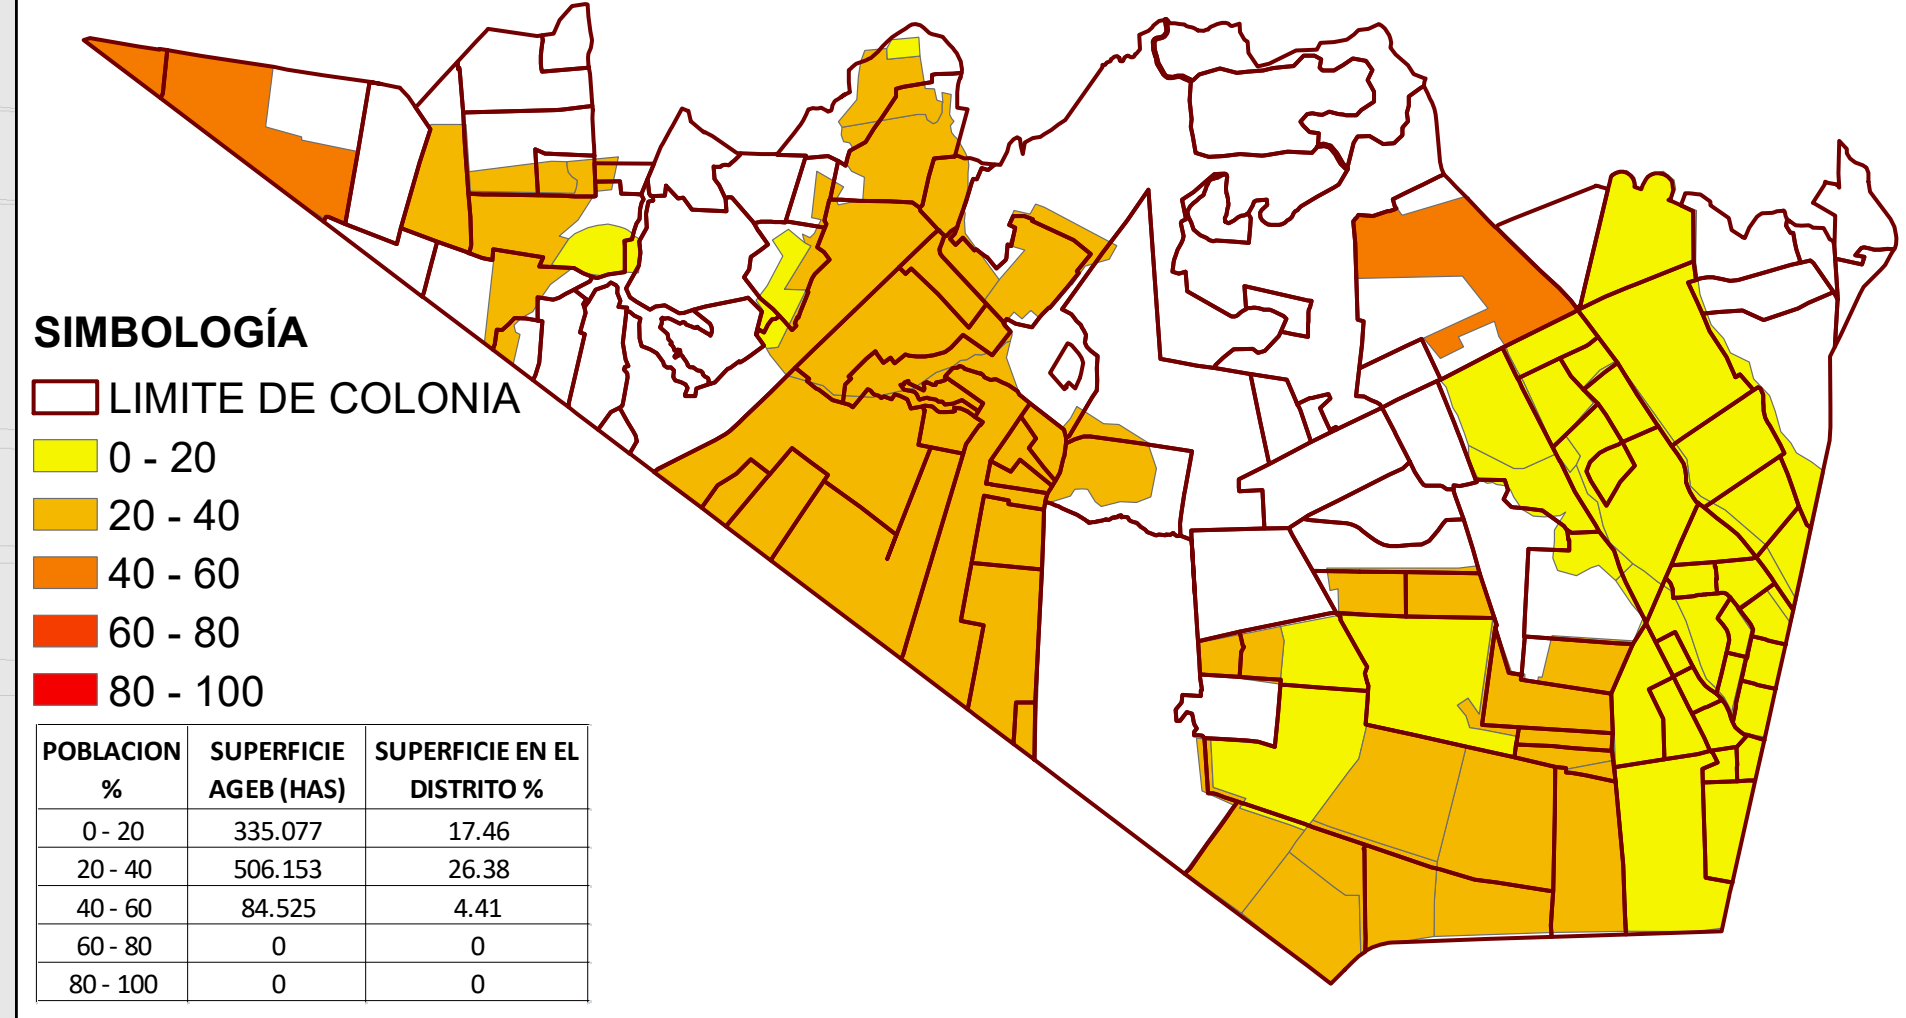 SIMBOLOGÍA
LIMITE DE COLONIA
0 - 20
20 - 40
40 - 60
60 - 80
80 - 100
POBLACION % SUPERFICIE AGEB (HAS) SUPERFICIE EN EL DISTRITO %
0 - 20 335.077 17.46
20 - 40 506.153 26.38
40 - 60 84.525 4.41
60 - 80 0 0
80 - 100 0 0